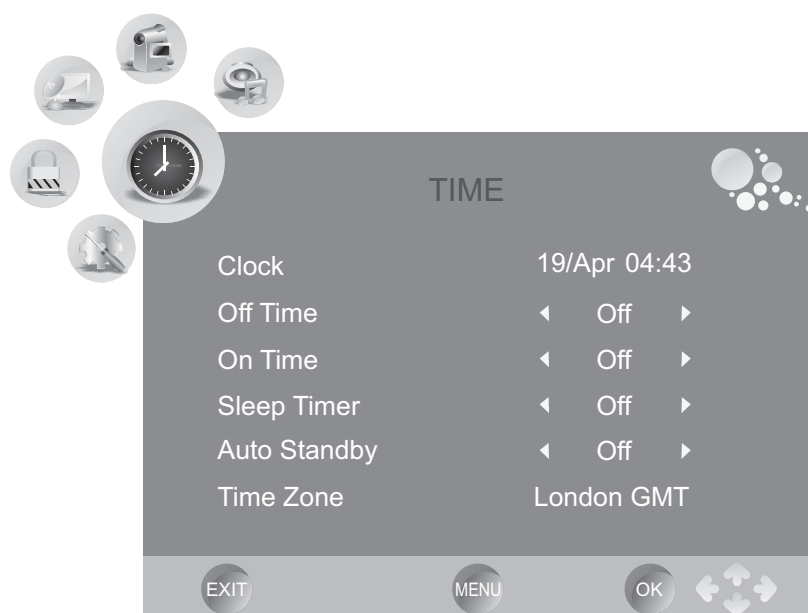 TIME
Clock 19/Apr 04:43
Off Time Off
On Time Off
Sleep Timer Off
Auto Standby Off
Time Zone London GMT
EXIT MENU OK